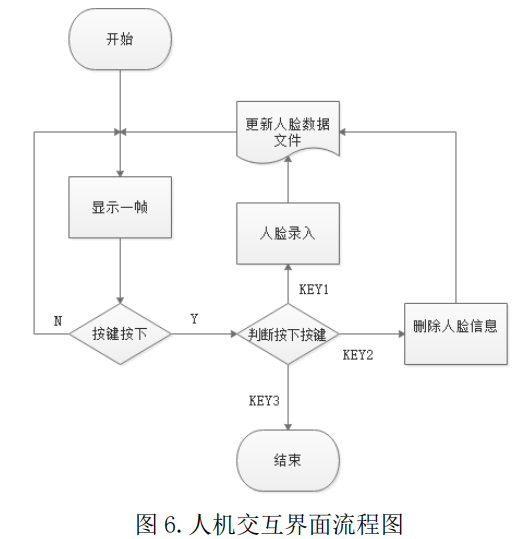 开始
更新人脸数据
文件
显示一帧
人脸录入
KEY1
N
按键按下
Y
判断按下按键
KEY2
删除人脸信息
KEY3
结束
图 6.人机交互界面流程图